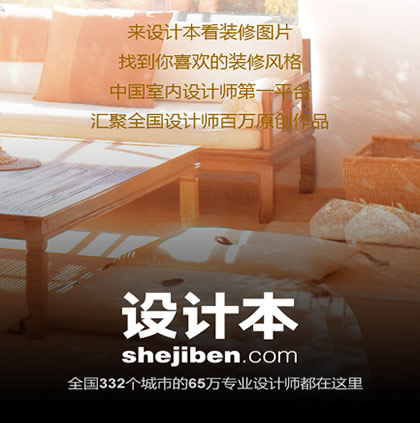 来设计本看装修图片
找到你喜欢的装修风格
中国室内设计师第一平台
汇聚全国设计师百万原创作品
设计本
shejiben.com
全国332个城市的65万专业设计师都在这里